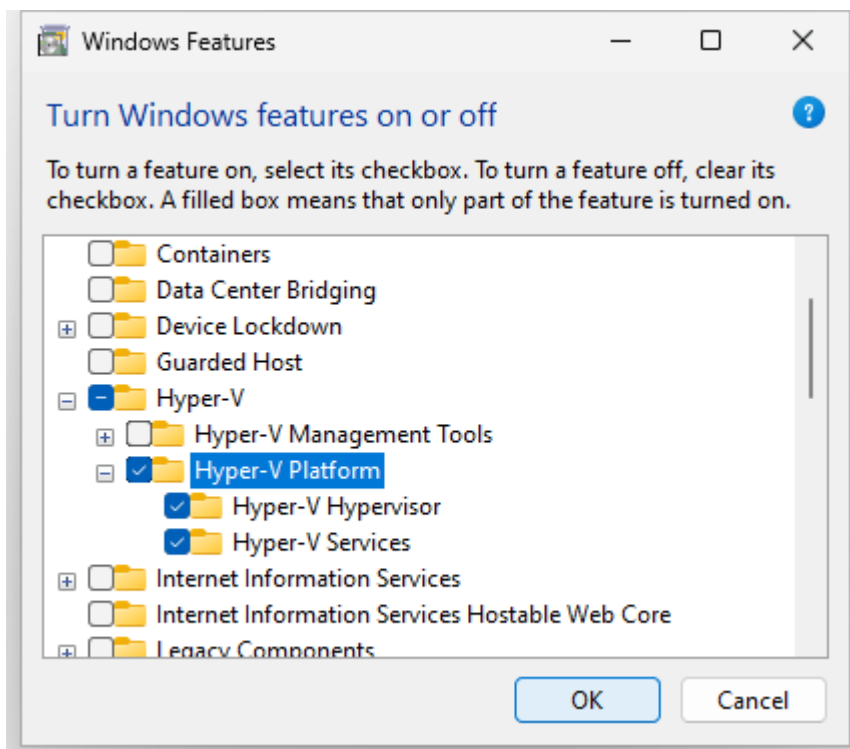 Windows Features
Turn Windows features on or off
To turn a feature on, select its checkbox. To turn a feature off, clear its
checkbox. A filled box means that only part of the feature is turned on.
Containers
Data Center Bridging
Device Lockdown
Guarded Host
Hyper-V
Hyper-V Management Tools
Hyper-V Platform
Hyper-V Hypervisor
Hyper-V Services
Internet Information Services
Internet Information Services Hostable Web Core
Legacy Components
OK Cancel